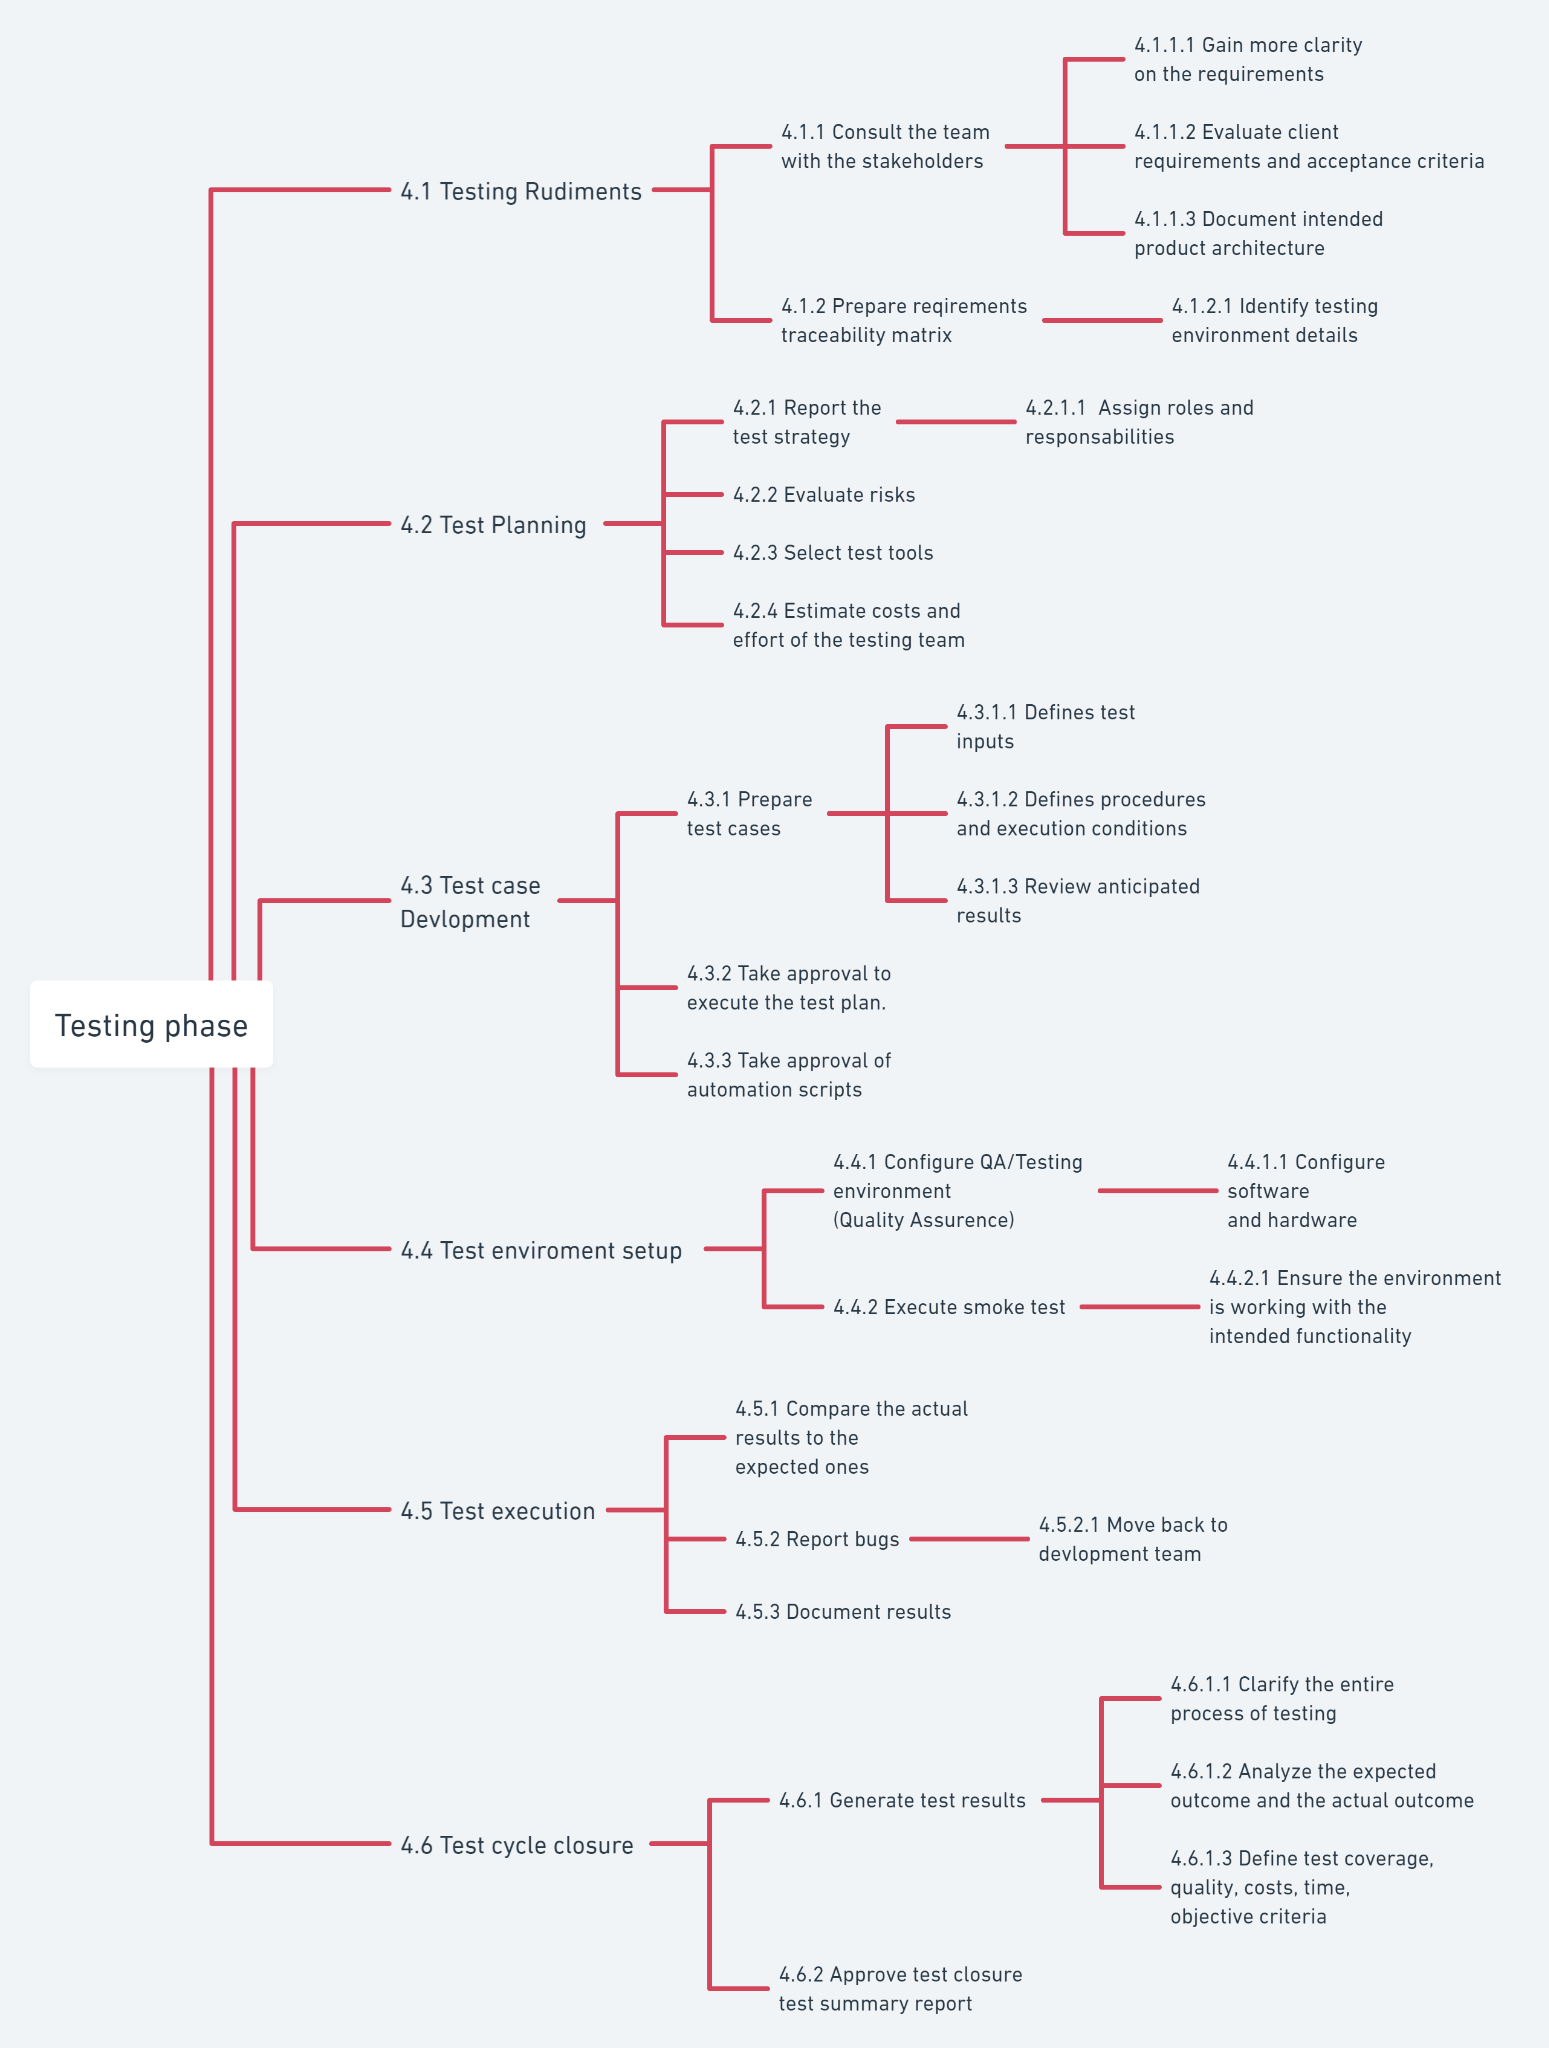 4.1.1.1 Gain more clarity
on the requirements
4.1.1 Consult the team
with the stakeholders
4.1.1.2 Evaluate client
requirements and acceptance criteria
4.1 Testing Rudiments
4.1.1.3 Document intended
product architecture
4.1.2 Prepare reqirements
traceability matrix
4.1.2.1 Identify testing
environment details
4.2.1 Report the
test strategy
4.2.1.1  Assign roles and
responsabilities
4.2.2 Evaluate risks
4.2 Test Planning
4.2.3 Select test tools
4.2.4 Estimate costs and
effort of the testing team
4.3.1.1 Defines test
inputs
4.3.1 Prepare
test cases
4.3.1.2 Defines procedures
and execution conditions
4.3 Test case
Devlopment
4.3.1.3 Review anticipated
results
4.3.2 Take approval to
execute the test plan.
Testing phase
4.3.3 Take approval of
automation scripts
4.4.1 Configure QA/Testing
environment
(Quality Assurence)
4.4.1.1 Configure
software
and hardware
4.4 Test enviroment setup
4.4.2 Execute smoke test
4.4.2.1 Ensure the environment
is working with the
intended functionality
4.5.1 Compare the actual
results to the
expected ones
4.5 Test execution
4.5.2 Report bugs
4.5.2.1 Move back to
devlopment team
4.5.3 Document results
4.6.1.1 Clarify the entire
process of testing
4.6.1 Generate test results
4.6.1.2 Analyze the expected
outcome and the actual outcome
4.6 Test cycle closure
4.6.1.3 Define test coverage,
quality, costs, time,
objective criteria
4.6.2 Approve test closure
test summary report